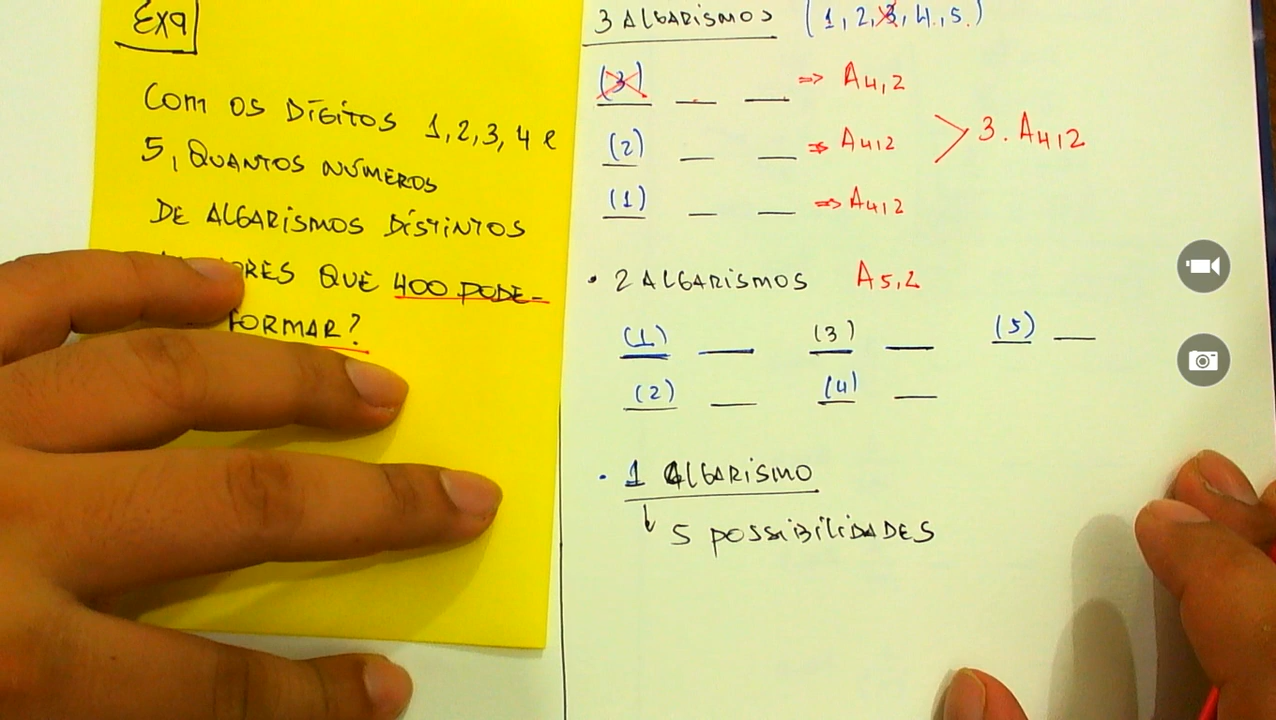 Ex9
COM OS DÍGITOS 1, 2, 3, 4 e
5, QUANTOS NÚMEROS
DE ALGARISMOS DISTINTOS
QUE 400 PODE-
FORMAR?
3 ALGARISMOS (1, 2, 3, 4, 5.)
(3) __ __ ⇒ A4,2
(2) __ __ ⇒ A4,2 > 3. A4,2
(1) __ __ ⇒ A4,2
• 2 ALGARISMOS A5,2
(1) __ (3) __ (5) __
(2) __ (4) __
• 1 ALGARISMO
↓ 5 POSSIBILIDADES